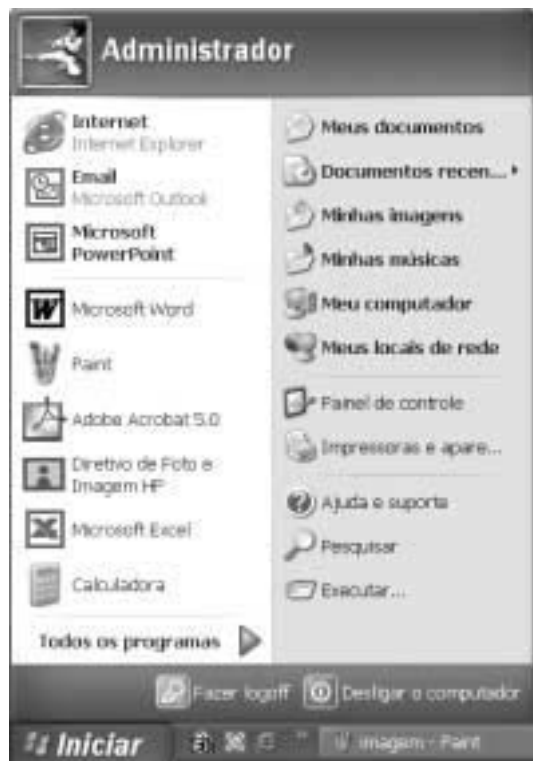 Administrador
Internet
Internet Explorer
Email
Microsoft Outlook
Microsoft
PowerPoint
Microsoft Word
Paint
Adobe Acrobat 5.0
Diretivo de Foto e
Imagem HP
Microsoft Excel
Calculadora
Todos os programas
Meus documentos
Documentos recen...
Minhas imagens
Minhas músicas
Meu computador
Meus locais de rede
Painel de controle
Impressoras e apare...
Ajuda e suporte
Pesquisar
Executar...
Fazer logoff
Desligar o computador
Iniciar
imagem - Paint